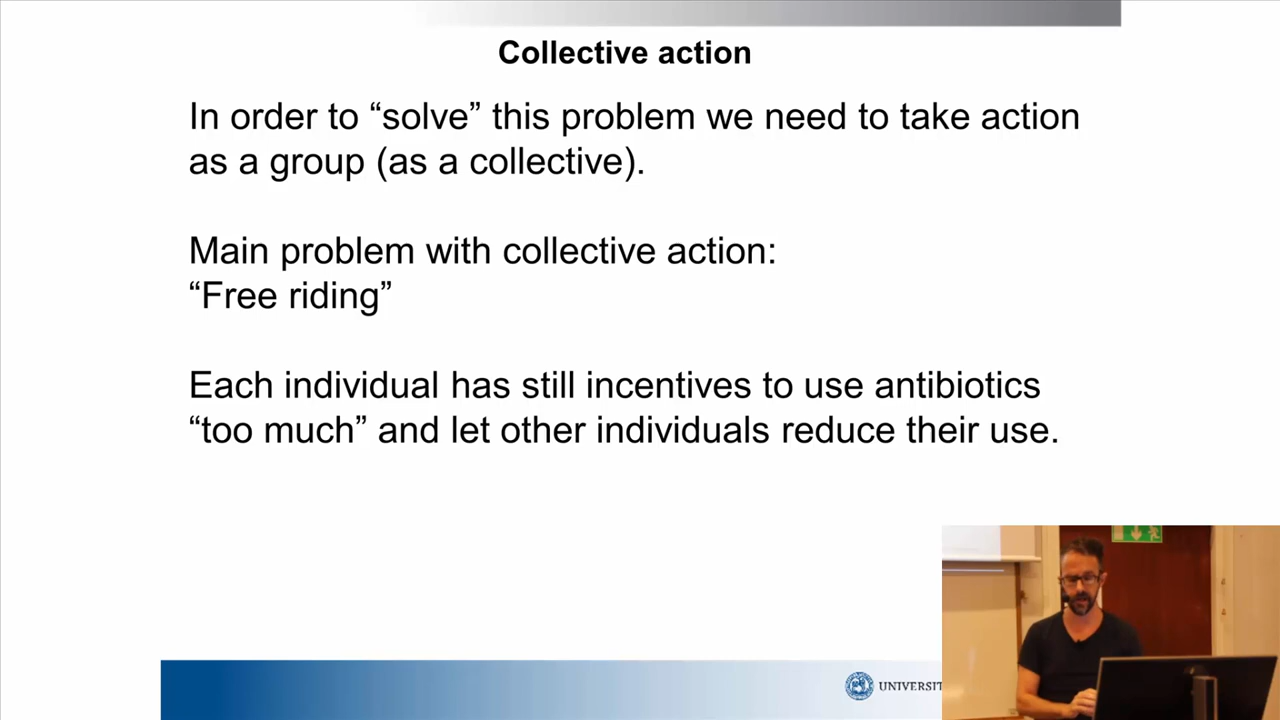 Collective action
In order to “solve” this problem we need to take action
as a group (as a collective).
Main problem with collective action:
“Free riding”
Each individual has still incentives to use antibiotics
“too much” and let other individuals reduce their use.